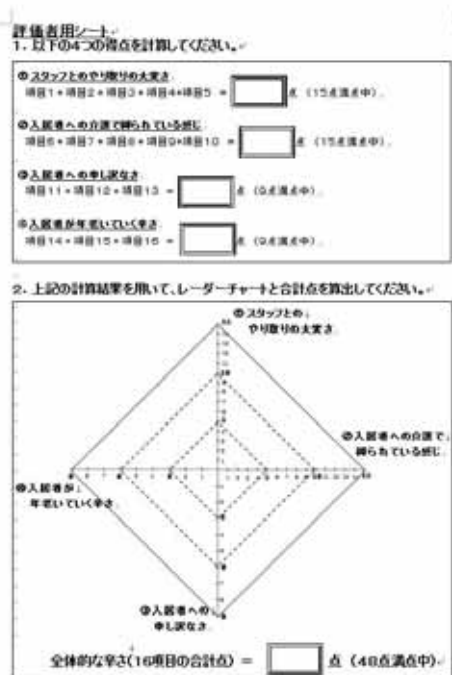 評価者用シート
1．以下の4つの得点を計算してください。
①スタッフとのやり取りの大変さ
項目1＋項目2＋項目3＋項目4＋項目5 ＝ 点（15点満点中）
②入居者への介護で縛られている感じ
項目6＋項目7＋項目8＋項目9＋項目10 ＝ 点（15点満点中）
③入居者への申し訳なさ
項目11＋項目12＋項目13 ＝ 点（9点満点中）
④入居者が年老いていく辛さ
項目14＋項目15＋項目16 ＝ 点（9点満点中）
2．上記の計算結果を用いて、レーダーチャートと合計点を算出してください。
①スタッフとの
やり取りの大変さ
②入居者への介護で
縛られている感じ
④入居者が
年老いていく辛さ
③入居者への
申し訳なさ
全体的な辛さ(16項目の合計点) ＝ 点（48点満点中）